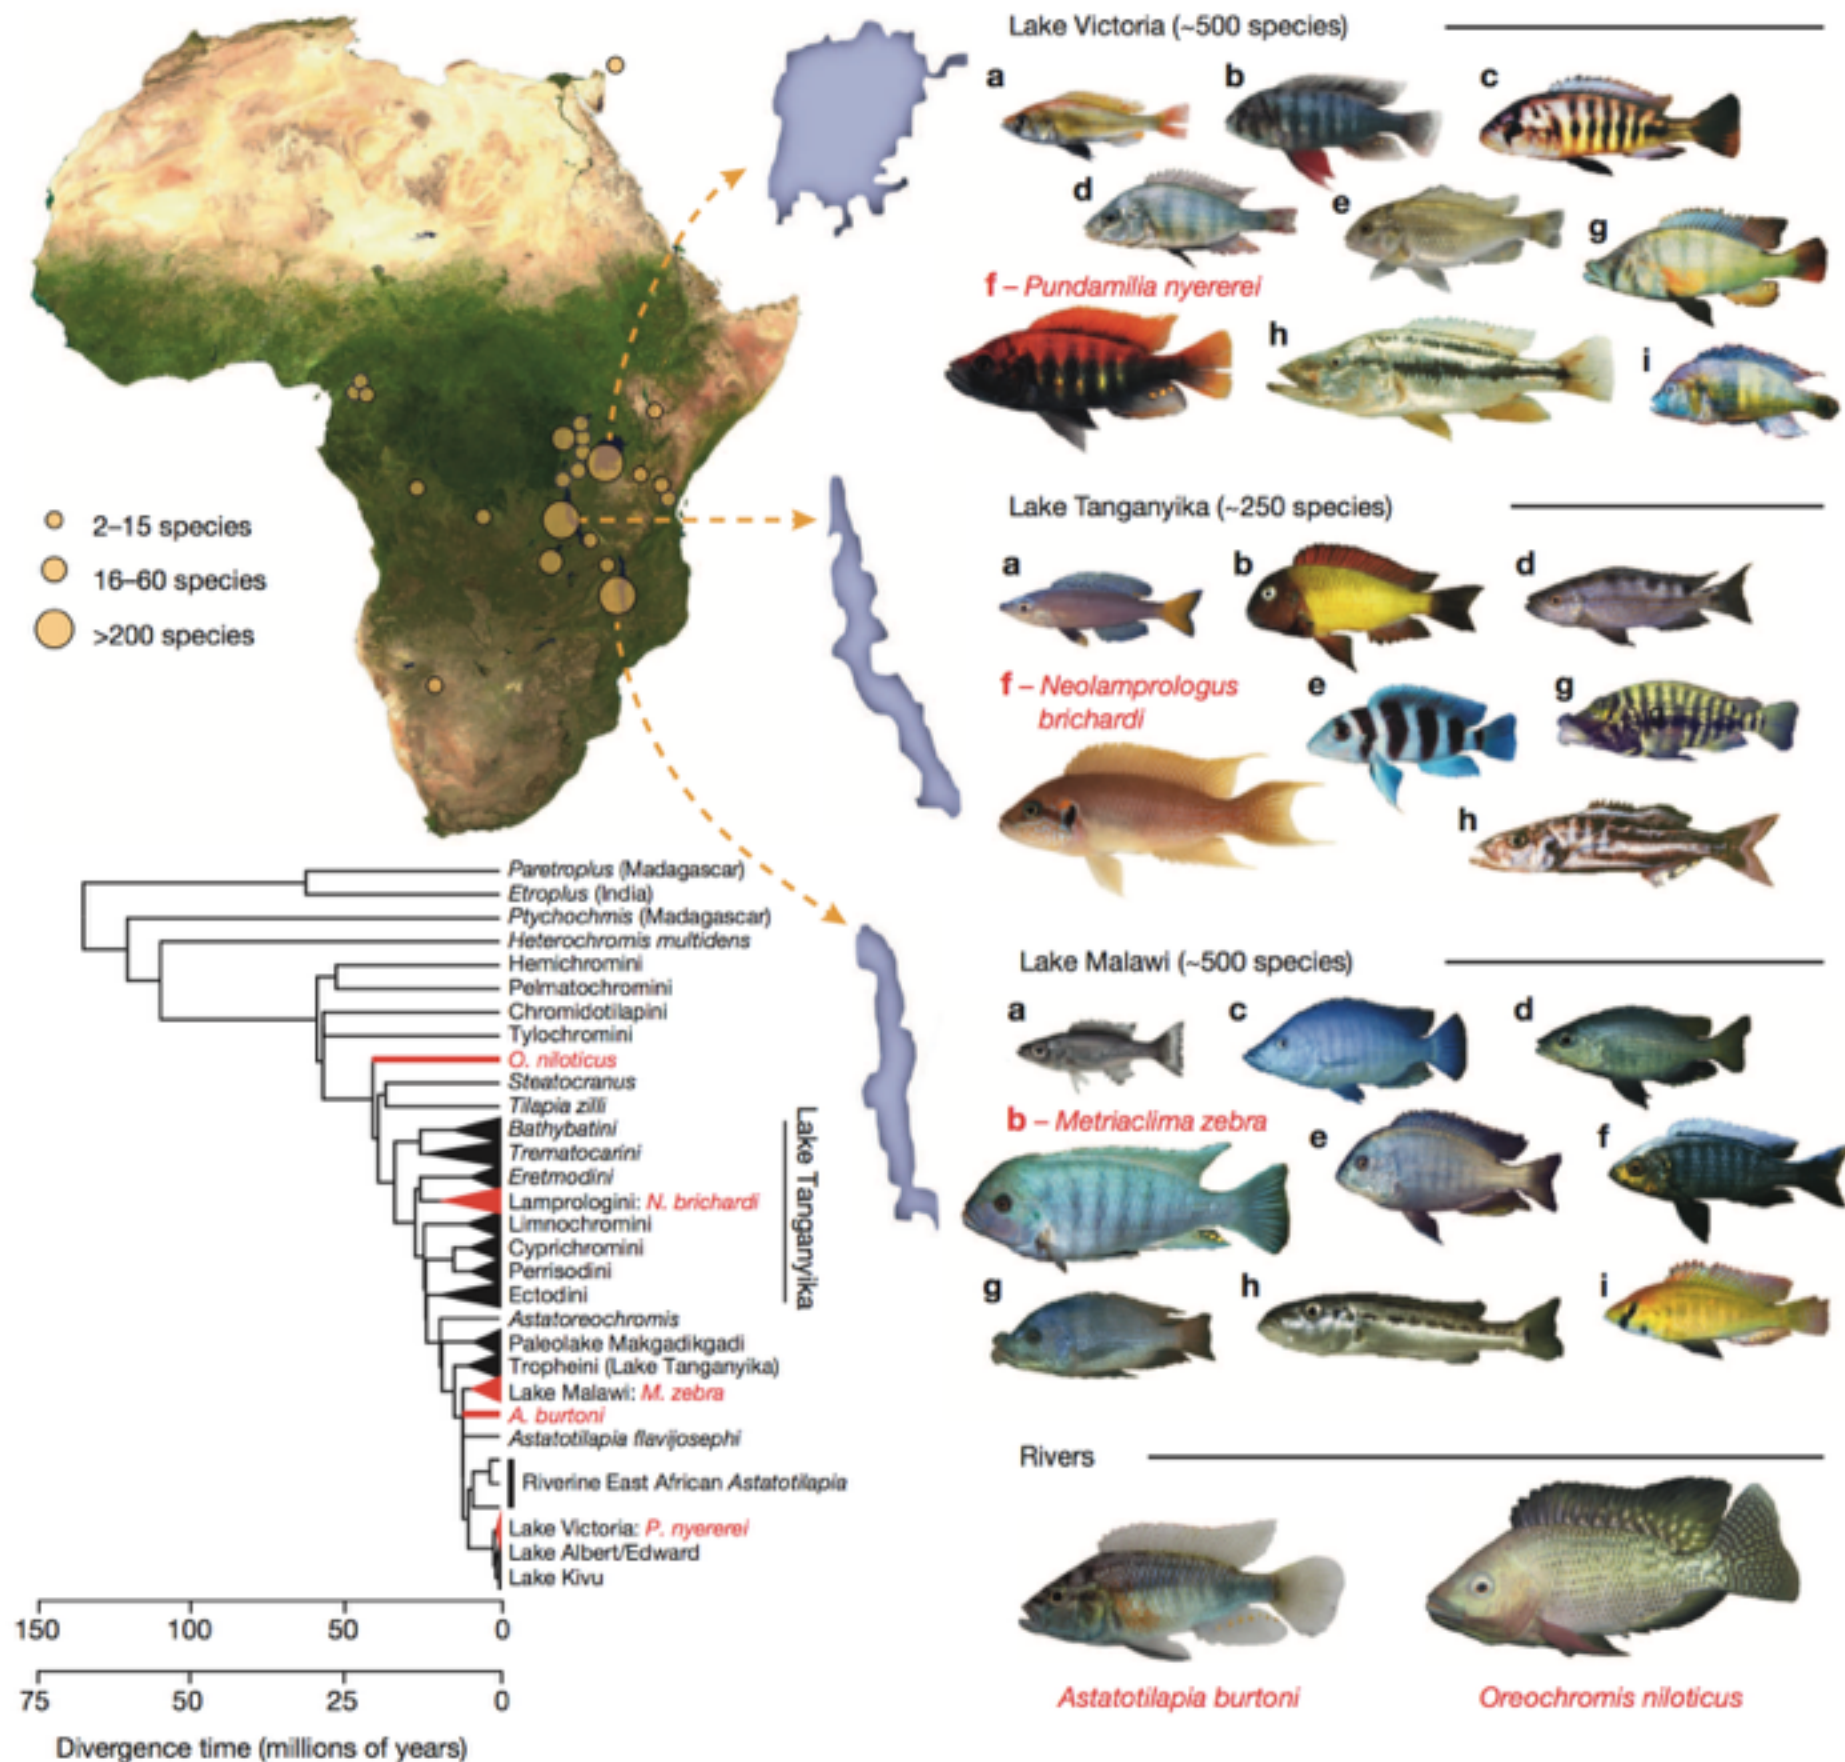 Lake Victoria (~500 species)
a
b
c
d
e
g
f – Pundamilia nyererei
h
i
2–15 species
16–60 species
>200 species
Lake Tanganyika (~250 species)
a
b
d
f – Neolamprologus
brichardi
e
g
h
Lake Malawi (~500 species)
a
c
d
b – Metriaclima zebra
e
f
g
h
i
Rivers
Astatotilapia burtoni
Oreochromis niloticus
Paretroplus (Madagascar)
Etroplus (India)
Ptychochmis (Madagascar)
Heterochromis multidens
Hemichromini
Pelmatochromini
Chromidotilapini
Tylochromini
O. niloticus
Steatocranus
Tilapia zilli
Bathybatini
Trematocarini
Eretmodini
Lamprologini: N. brichardi
Limnochromini
Cyprichromini
Perrisodini
Ectodini
Lake Tanganyika
Astatoreochromis
Paleolake Makgadikgadi
Tropheini (Lake Tanganyika)
Lake Malawi: M. zebra
A. burtoni
Astatotilapia flavijosephi
Riverine East African Astatotilapia
Lake Victoria: P. nyererei
Lake Albert/Edward
Lake Kivu
150 100 50 0
75 50 25 0
Divergence time (millions of years)